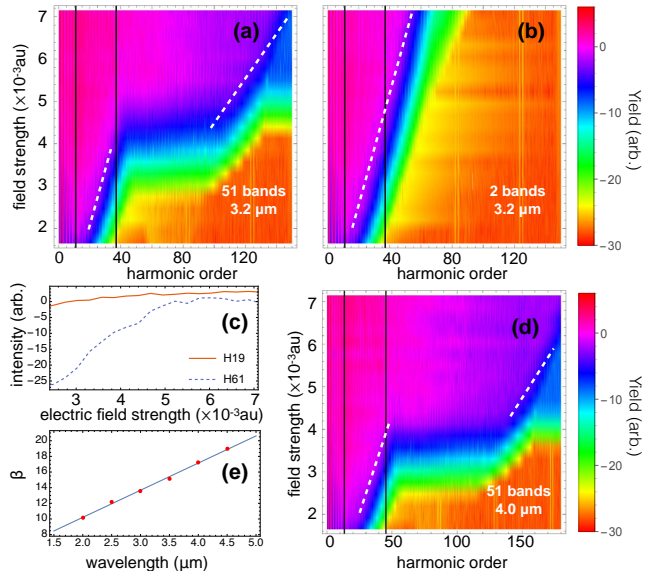 (a)
7
6
5
4
3
2
field strength (×10⁻³au)
51 bands
3.2 μm
0
40
80
120
harmonic order
(b)
2 bands
3.2 μm
0
40
80
120
harmonic order
0
−10
−20
−30
Yield (arb.)
(c)
0
−5
−10
−15
−20
−25
intensity (arb.)
H19
H61
3
4
5
6
7
electric field strength (×10⁻³au)
(d)
7
6
5
4
3
2
field strength (×10⁻³au)
51 bands
4.0 μm
0
50
100
150
harmonic order
0
−10
−20
−30
Yield (arb.)
(e)
20
18
16
14
12
10
8
β
1.5
2.0
2.5
3.0
3.5
4.0
4.5
5.0
wavelength (μm)